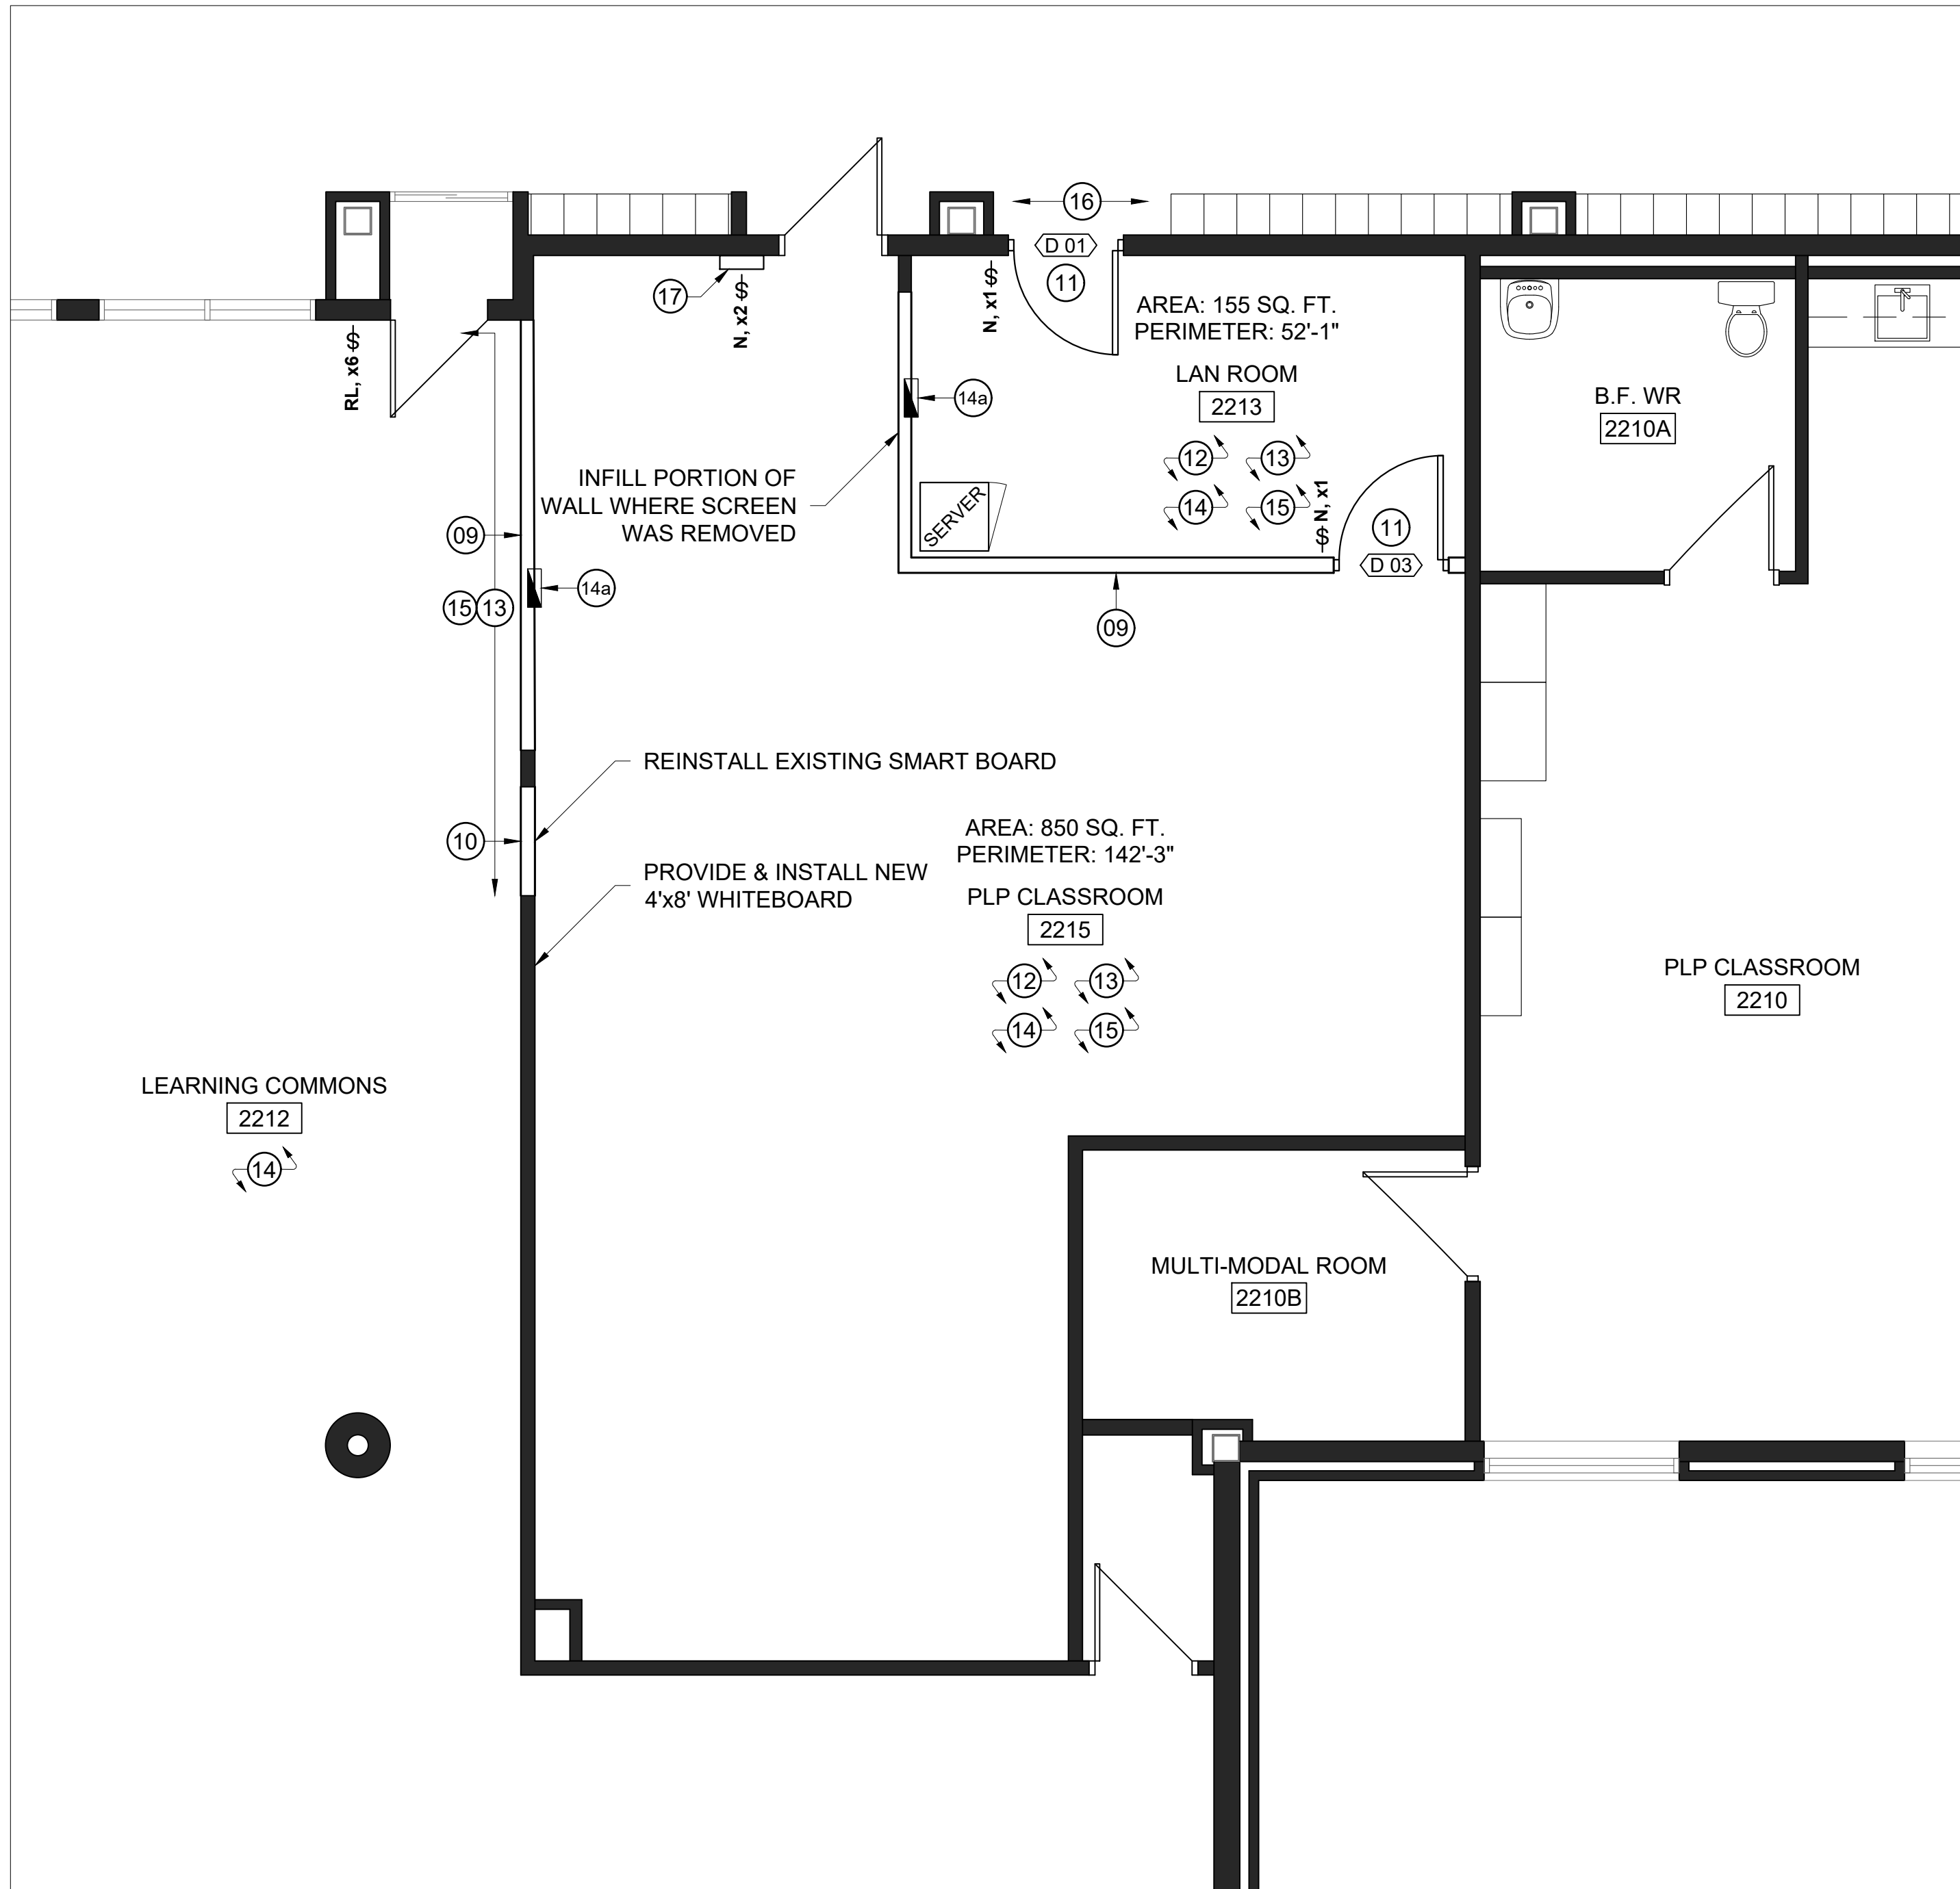 16
D 01
11
17
N, x2 $
N, x1 $
RL, x6 $
AREA: 155 SQ. FT.
PERIMETER: 52'-1"
LAN ROOM
2213
12
13
14
15
14a
$ N, x1
11
D 03
SERVER
B.F. WR
2210A
INFILL PORTION OF
WALL WHERE SCREEN
WAS REMOVED
09
14a
15
13
09
REINSTALL EXISTING SMART BOARD
10
PROVIDE & INSTALL NEW
4'x8' WHITEBOARD
AREA: 850 SQ. FT.
PERIMETER: 142'-3"
PLP CLASSROOM
2215
12
13
14
15
PLP CLASSROOM
2210
LEARNING COMMONS
2212
14
MULTI-MODAL ROOM
2210B